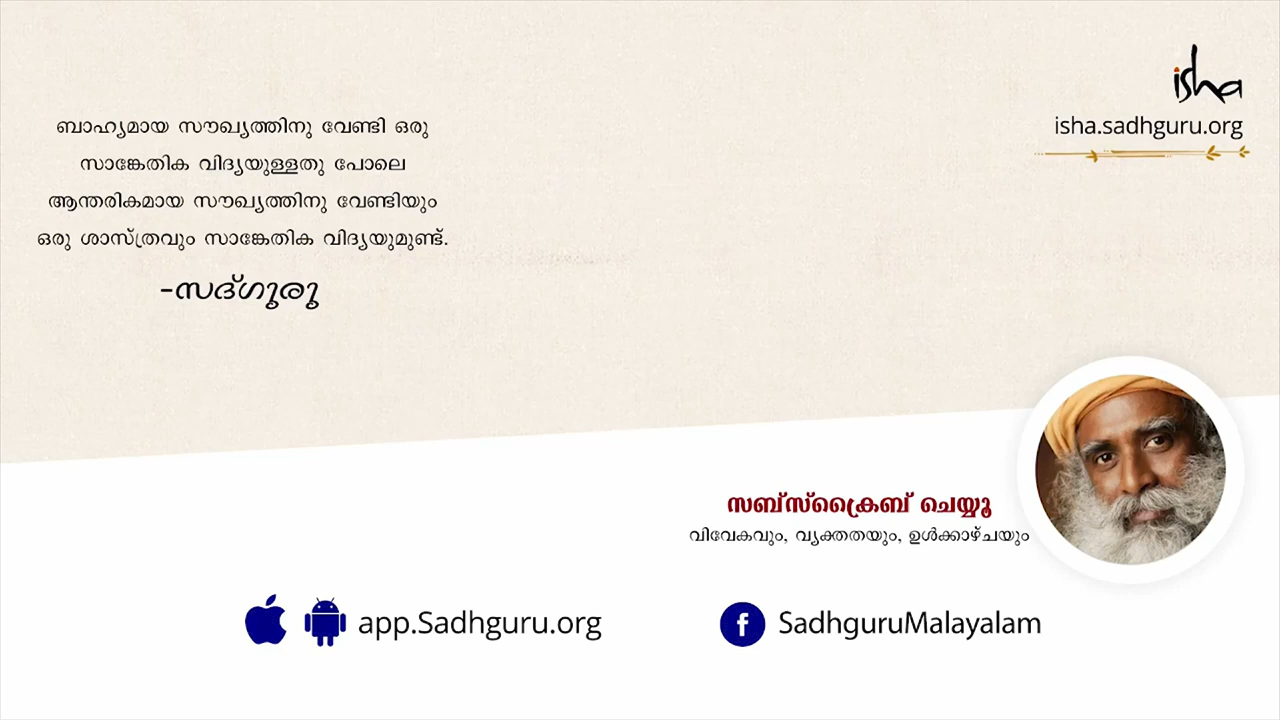 ബാഹ്യമായ സൗഖ്യത്തിനു വേണ്ടി ഒരു
സാങ്കേതിക വിദ്യയുള്ളതു പോലെ
ആന്തരികമായ സൗഖ്യത്തിനു വേണ്ടിയും
ഒരു ശാസ്ത്രവും സാങ്കേതിക വിദ്യയുമുണ്ട്.
-സദ്ഗുരു
isha
isha.sadhguru.org
സബ്സ്ക്രൈബ് ചെയ്യൂ
വിവേകവും, വ്യക്തതയും, ഉൾക്കാഴ്ചയും
app.Sadhguru.org
f SadhguruMalayalam